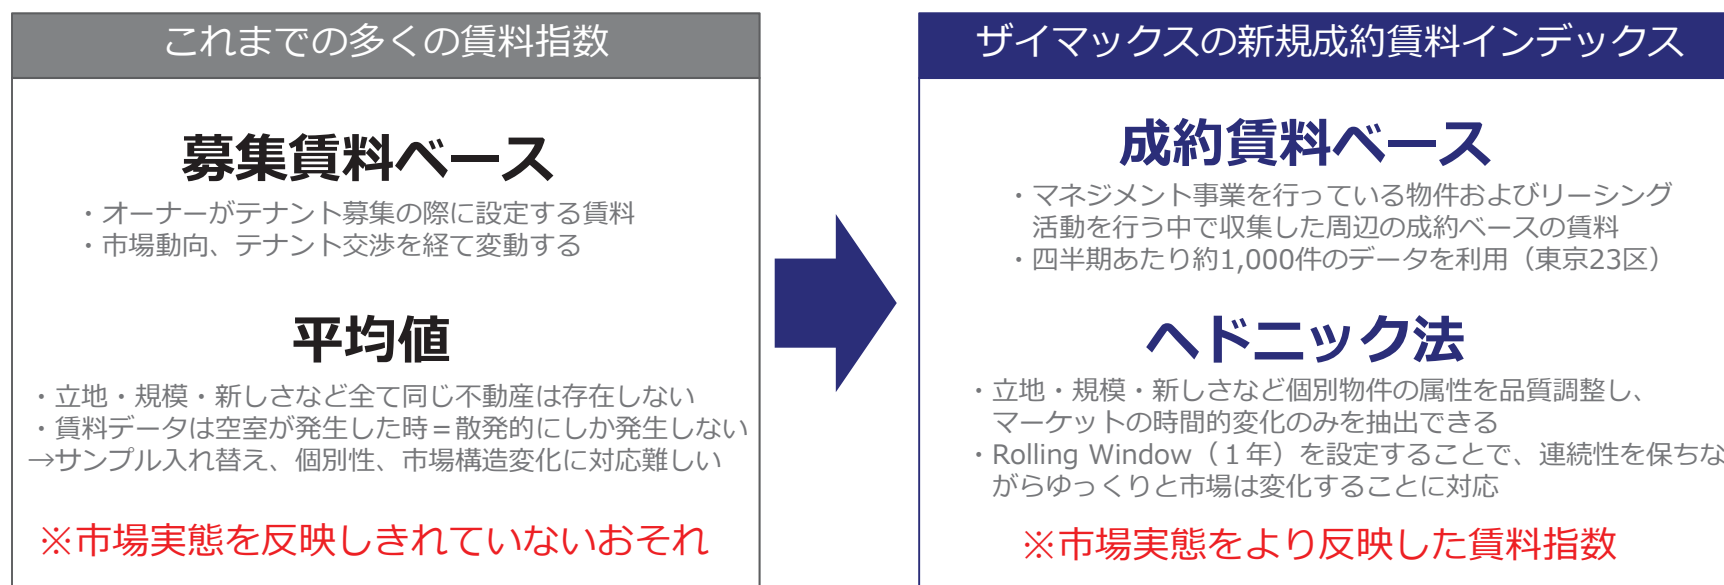 これまでの多くの賃料指数
募集賃料ベース
・オーナーがテナント募集の際に設定する賃料
・市場動向、テナント交渉を経て変動する
平均値
・立地・規模・新しさなど全て同じ不動産は存在しない
・賃料データは空室が発生した時＝散発的にしか発生しない
→サンプル入れ替え、個別性、市場構造変化に対応難しい
※市場実態を反映しきれていないおそれ
ザイマックスの新規成約賃料インデックス
成約賃料ベース
・マネジメント事業を行っている物件およびリーシング
活動を行う中で収集した周辺の成約ベースの賃料
・四半期あたり約1,000件のデータを利用（東京23区）
ヘドニック法
・立地・規模・新しさなど個別物件の属性を品質調整し、
マーケットの時間的変化のみを抽出できる
・Rolling Window（１年）を設定することで、連続性を保ちな
がらゆっくりと市場は変化することに対応
※市場実態をより反映した賃料指数